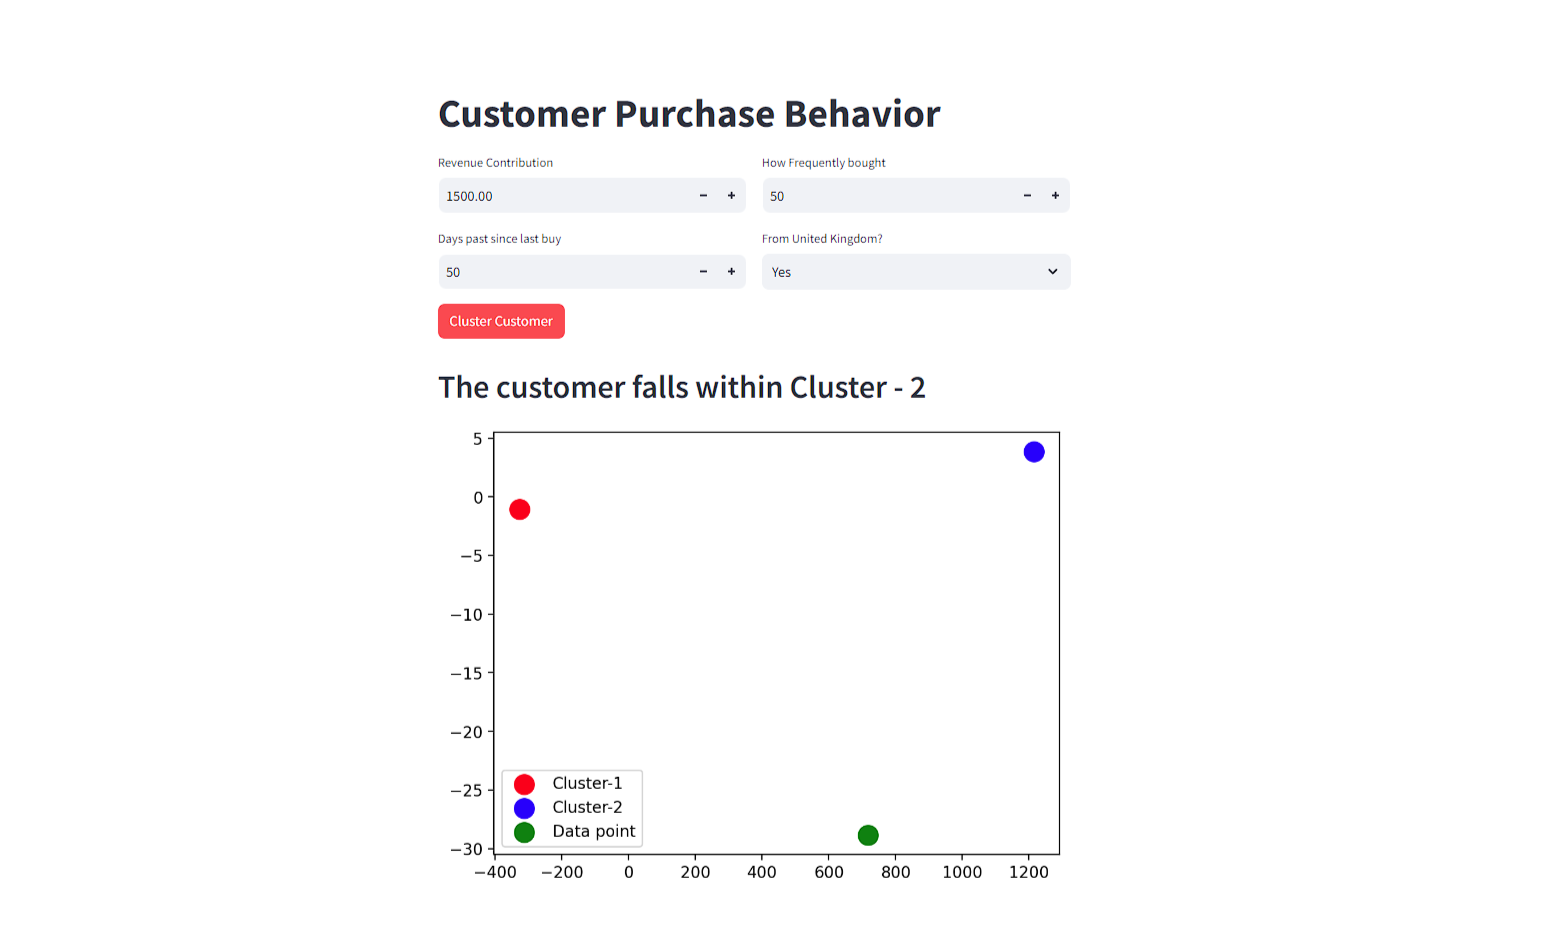 Customer Purchase Behavior
Revenue Contribution
How Frequently bought
1500.00
50
Days past since last buy
From United Kingdom?
50
Yes
Cluster Customer
The customer falls within Cluster - 2
5
0
−5
−10
−15
−20
−25
−30
Cluster-1
Cluster-2
Data point
−400 −200 0 200 400 600 800 1000 1200